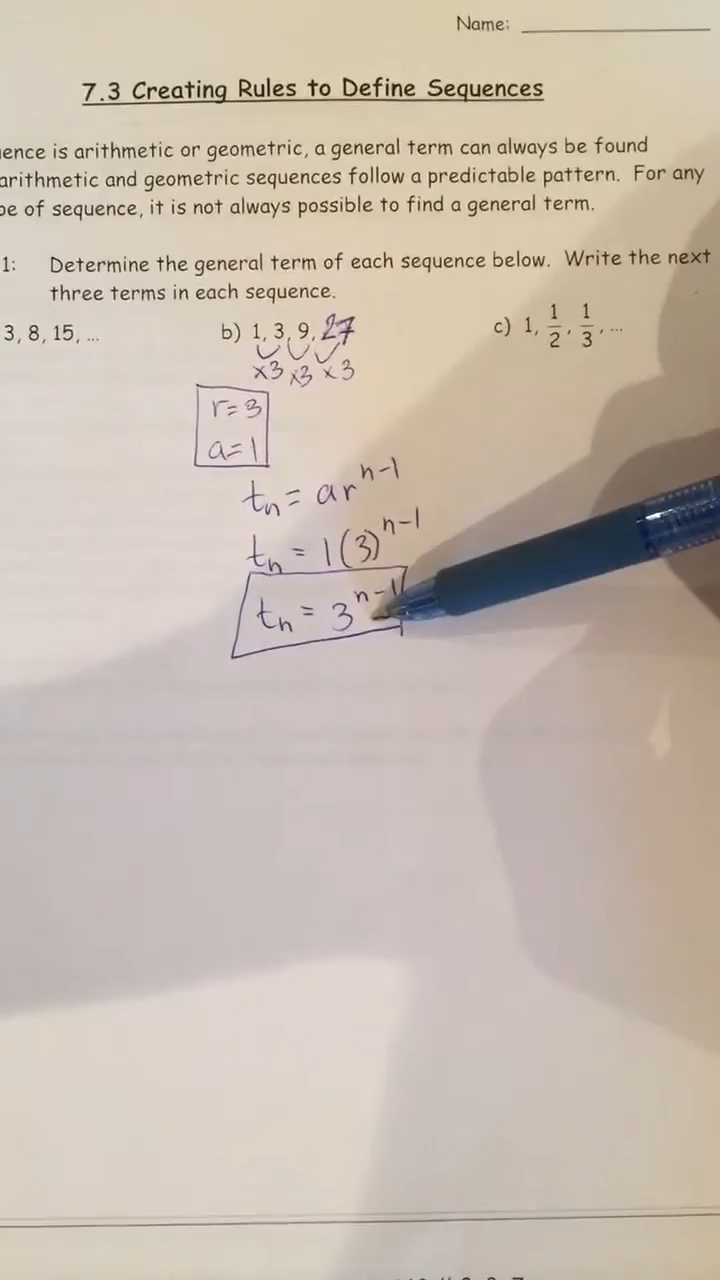 Name:
7.3 Creating Rules to Define Sequences
ence is arithmetic or geometric, a general term can always be found
arithmetic and geometric sequences follow a predictable pattern. For any
pe of sequence, it is not always possible to find a general term.
1: Determine the general term of each sequence below. Write the next
three terms in each sequence.
3, 8, 15, ...
b) 1, 3, 9, 27
×3 ×3 ×3
r=3
a=1
tₙ = arⁿ⁻¹
tₙ = 1(3)ⁿ⁻¹
tₙ = 3ⁿ⁻¹
c) 1, 1/2, 1/3, ...